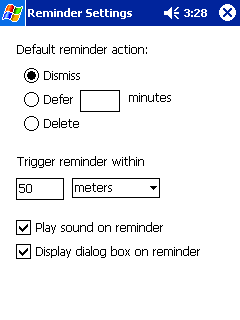 Reminder Settings 3:28
Default reminder action:
Dismiss
Defer minutes
Delete
Trigger reminder within
50 meters
Play sound on reminder
Display dialog box on reminder